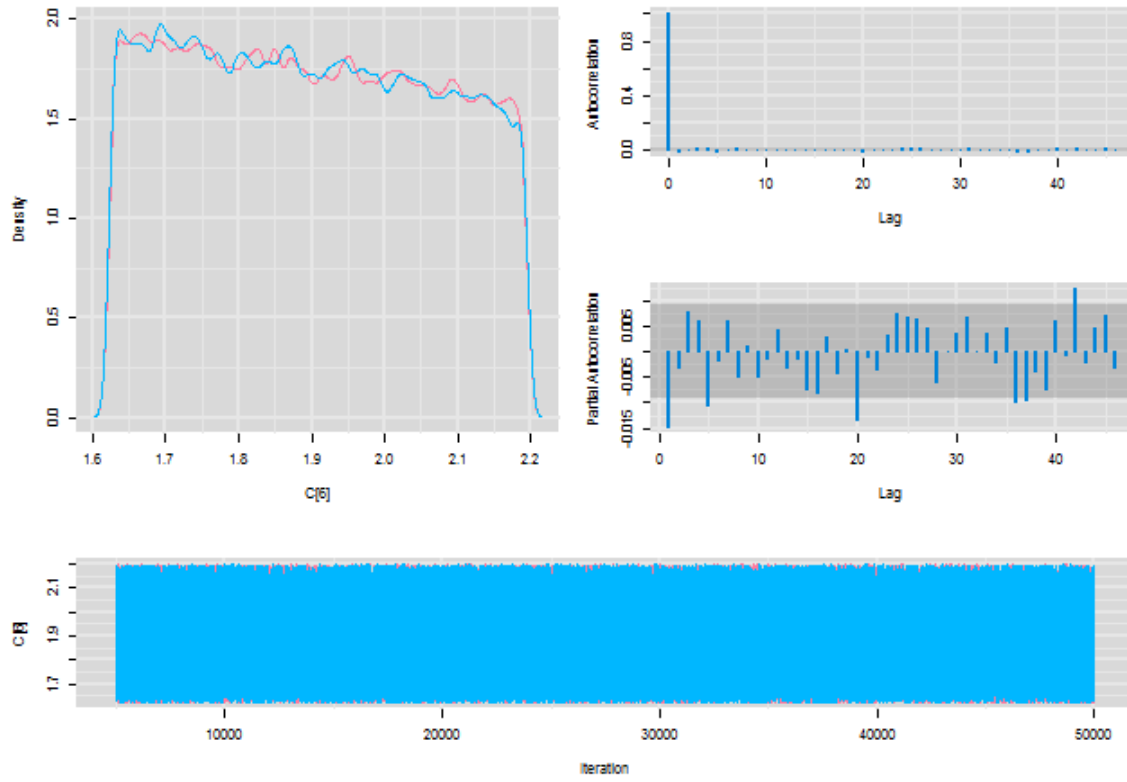 2.0
1.5
1.0
0.5
0.0
Density
1.6 1.7 1.8 1.9 2.0 2.1 2.2
C[6]
0.8
0.4
0.0
Autocorrelation
0 10 20 30 40
Lag
0.005
-0.005
-0.015
Partial Autocorrelation
0 10 20 30 40
Lag
2.1
1.9
1.7
C[6]
10000 20000 30000 40000 50000
Iteration